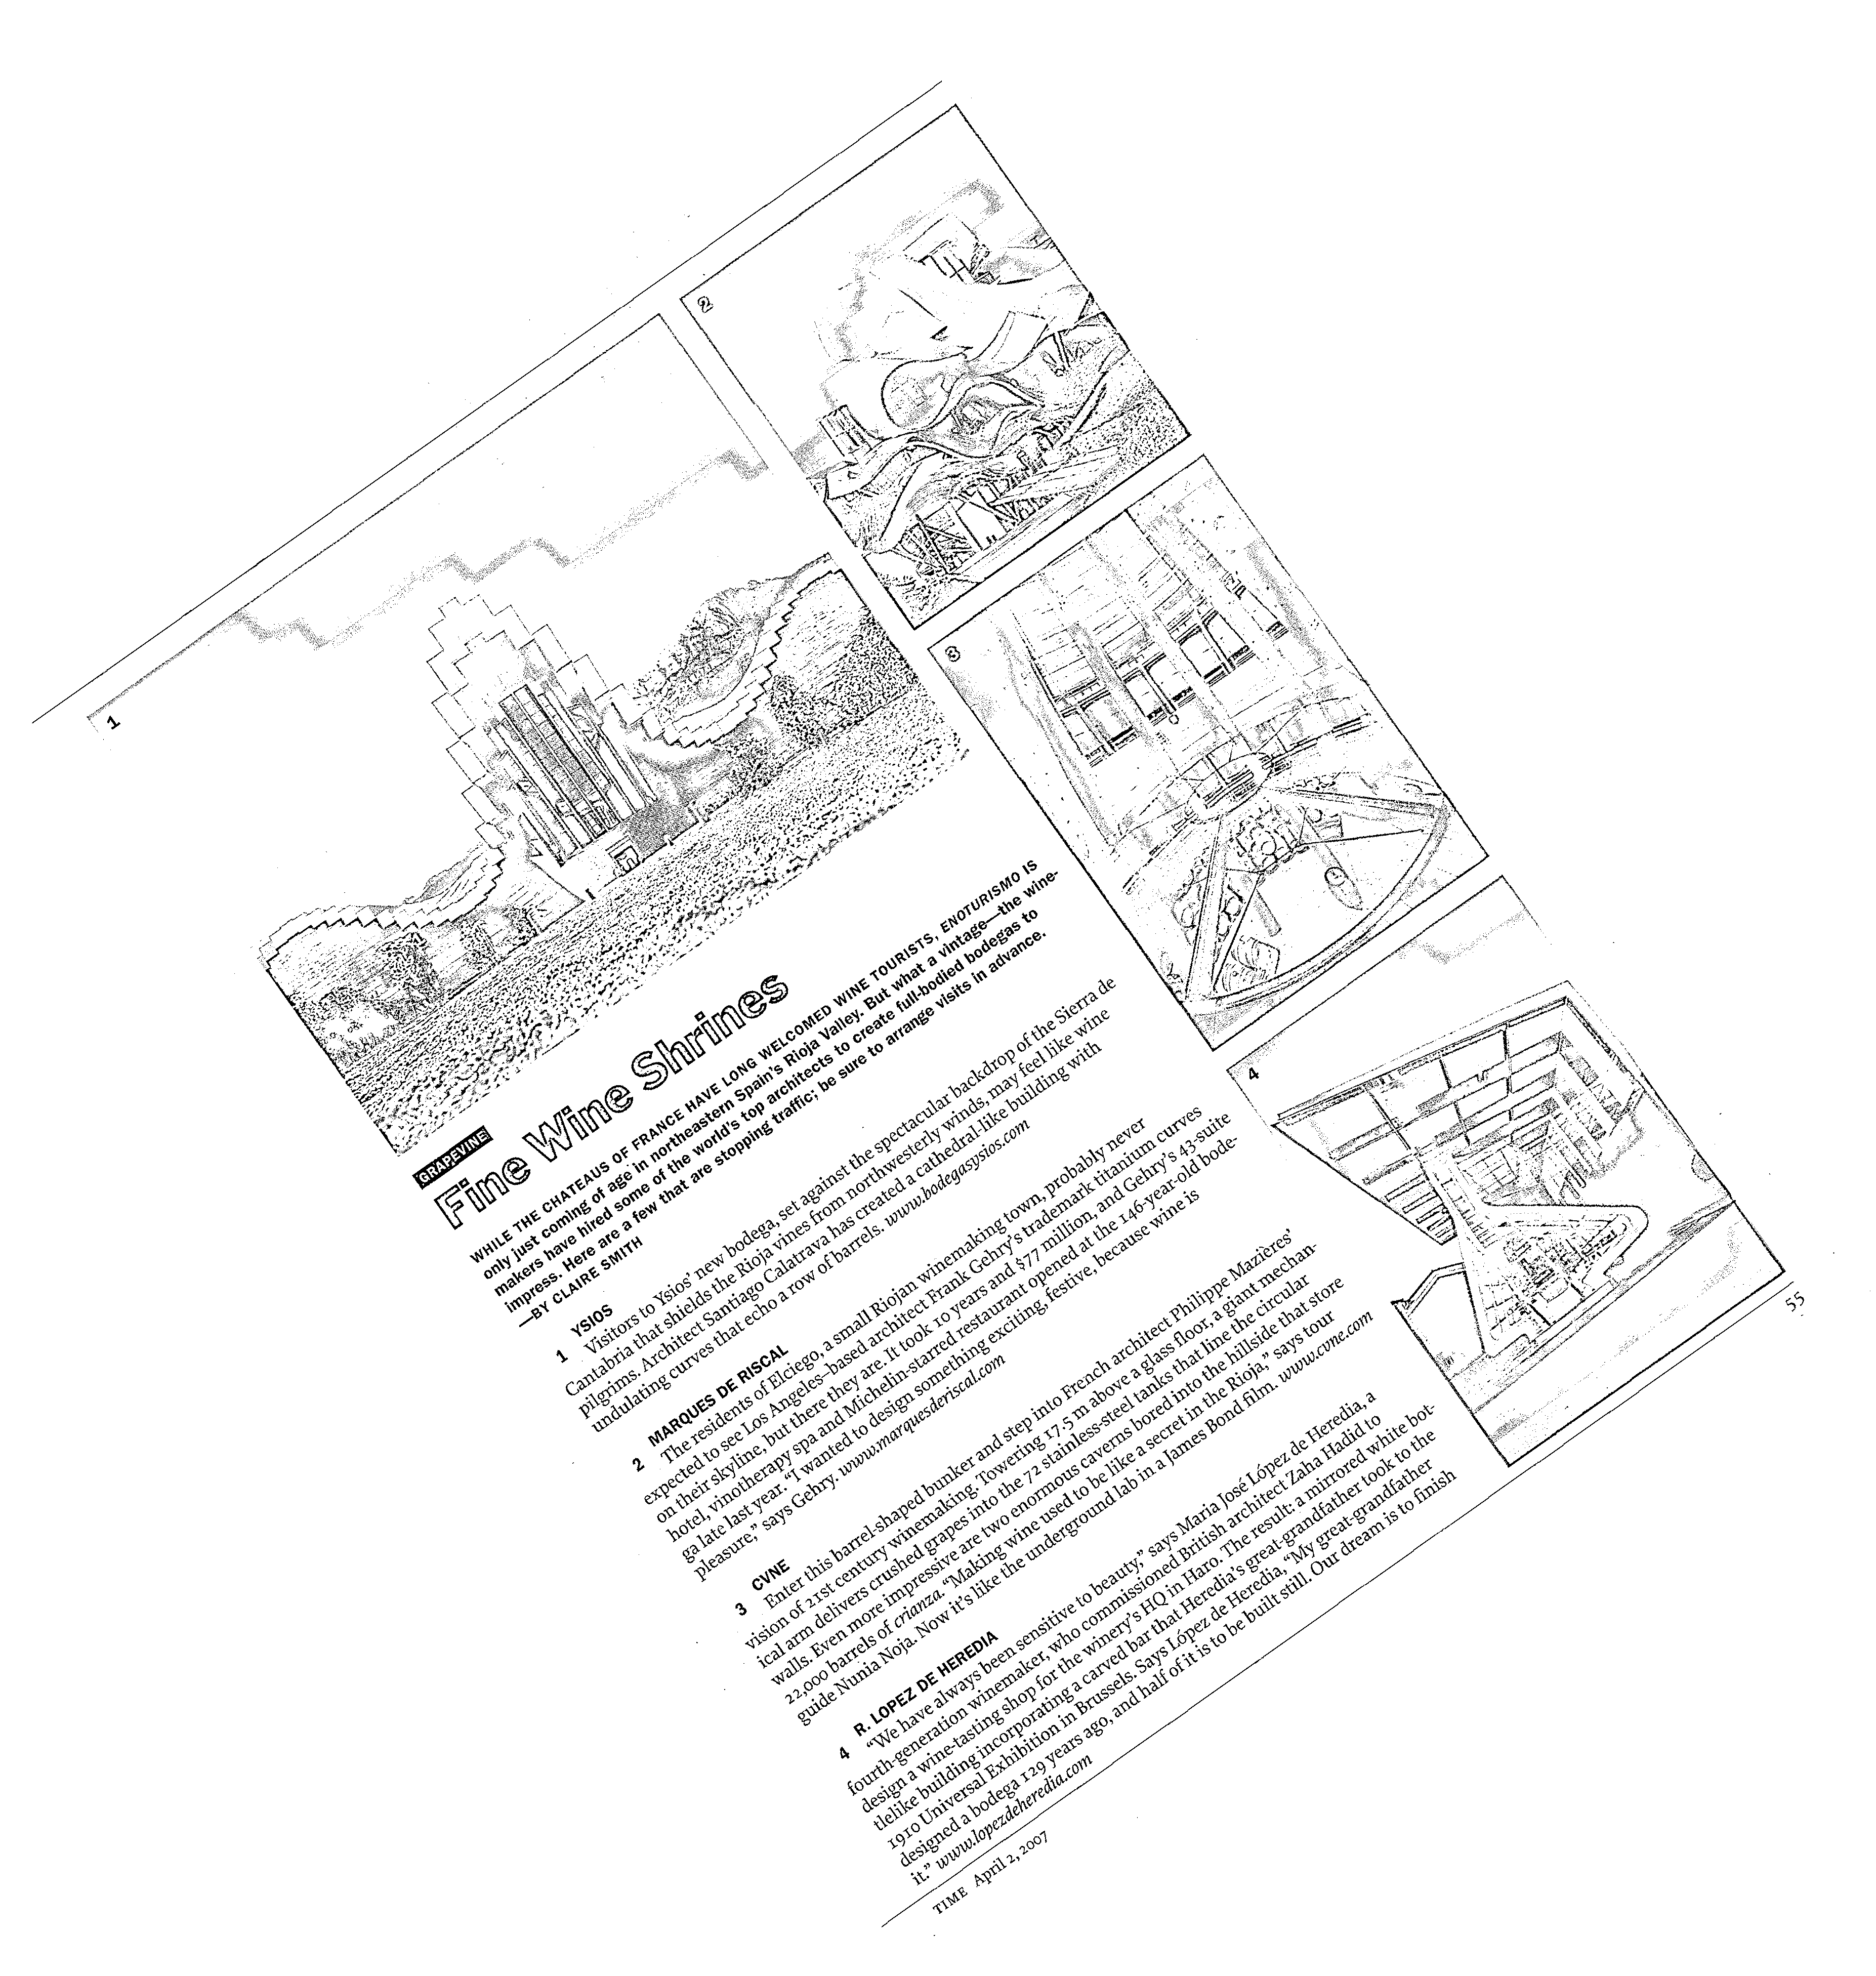 1
2
3
4
GRAPEVINE
Fine Wine Shrines
WHILE THE CHATEAUS OF FRANCE HAVE LONG WELCOMED WINE TOURISTS, ENOTURISMO IS
only just coming of age in northeastern Spain's Rioja Valley. But what a vintage—the wine-
makers have hired some of the world's top architects to create full-bodied bodegas to
impress. Here are a few that are stopping traffic; be sure to arrange visits in advance.
—BY CLAIRE SMITH
1 YSIOS
Visitors to Ysios' new bodega, set against the spectacular backdrop of the Sierra de
Cantabria that shields the Rioja vines from northwesterly winds, may feel like wine
pilgrims. Architect Santiago Calatrava has created a cathedral-like building with
undulating curves that echo a row of barrels. www.bodegasysios.com
2 MARQUES DE RISCAL
The residents of Elciego, a small Riojan winemaking town, probably never
expected to see Los Angeles–based architect Frank Gehry's trademark titanium curves
on their skyline, but there they are. It took 10 years and $77 million, and Gehry's 43-suite
hotel, vinotherapy spa and Michelin-starred restaurant opened at the 146-year-old bode-
ga late last year. “I wanted to design something exciting, festive, because wine is
pleasure,” says Gehry. www.marquesderiscal.com
3 CVNE
Enter this barrel-shaped bunker and step into French architect Philippe Mazières'
vision of 21st century winemaking. Towering 17.5 m above a glass floor, a giant mechan-
ical arm delivers crushed grapes into the 72 stainless-steel tanks that line the circular
walls. Even more impressive are two enormous caverns bored into the hillside that store
22,000 barrels of crianza. “Making wine used to be like a secret in the Rioja,” says tour
guide Nunia Noja. Now it's like the underground lab in a James Bond film. www.cvne.com
4 R. LOPEZ DE HEREDIA
“We have always been sensitive to beauty,” says Maria José López de Heredia, a
fourth-generation winemaker, who commissioned British architect Zaha Hadid to
design a wine-tasting shop for the winery's HQ in Haro. The result: a mirrored white bot-
tlelike building incorporating a carved bar that Heredia's great-grandfather took to the
1910 Universal Exhibition in Brussels. Says López de Heredia, “My great-grandfather
designed a bodega 129 years ago, and half of it is to be built still. Our dream is to finish
it.” www.lopezdeheredia.com
TIME April 2, 2007
55